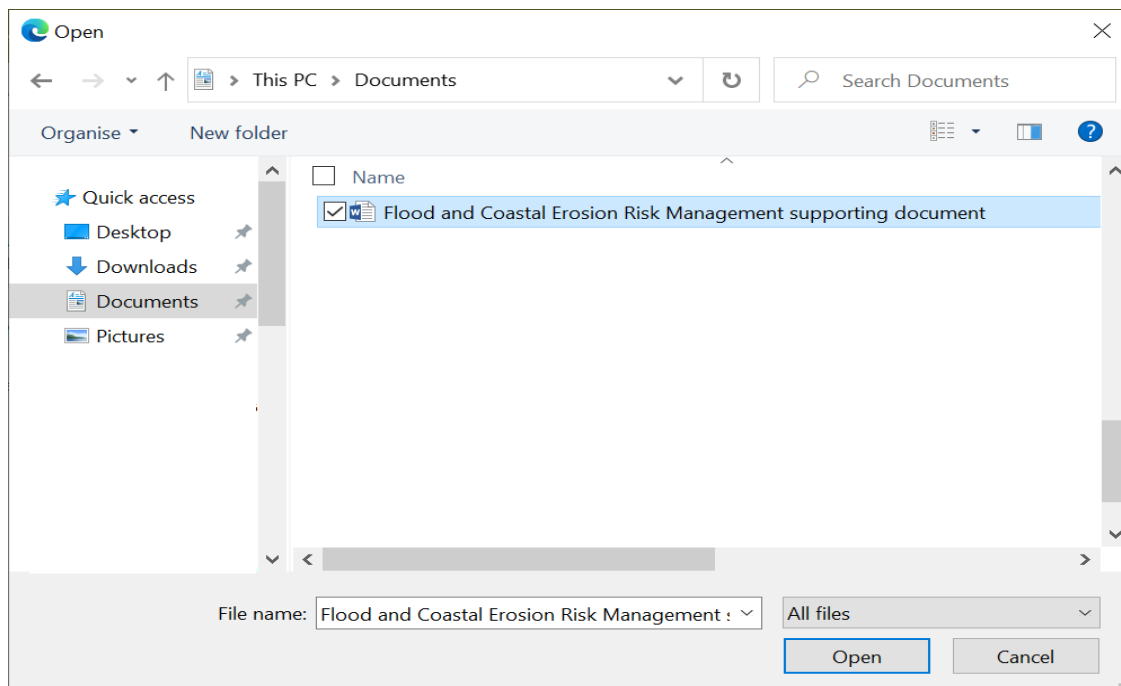 Open
This PC > Documents
Search Documents
Organise
New folder
?
Name
Quick access
Flood and Coastal Erosion Risk Management supporting document
Desktop
Downloads
Documents
Pictures
File name: Flood and Coastal Erosion Risk Management s
All files
Open
Cancel